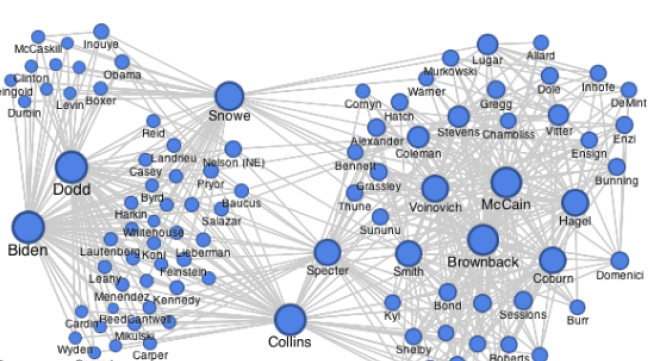 McCaskill
Inouye
Clinton
Obama
eingold
Durbin
Levin
Boxer
Snowe
Reid
Landrieu
Nelson (NE)
Casey
Pryor
Dodd
Byrd
Baucus
Harkin
Salazar
Whitehouse
Biden
Lautenberg
Kohl
Lieberman
Leahy
Feinstein
Menendez
Kennedy
Cardin
Reed
Cantwell
Mikulski
Wyden
Carper
Collins
Specter
Lugar
Allard
Murkowski
Warner
Gregg
Dole
Inhofe
DeMint
Cornyn
Hatch
Stevens
Chambliss
Vitter
Enzi
Alexander
Coleman
Ensign
Bennett
Grassley
Bunning
Thune
Voinovich
McCain
Hagel
Sununu
Smith
Brownback
Coburn
Domenici
Kyl
Bond
Sessions
Burr
Shelby
Roberts